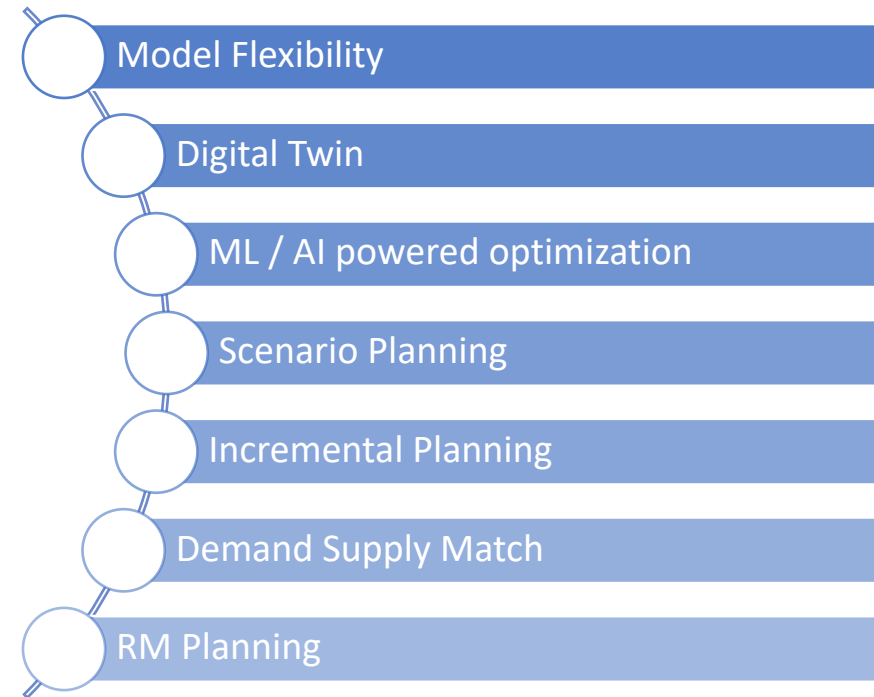 Model Flexibility
Digital Twin
ML / AI powered optimization
Scenario Planning
Incremental Planning
Demand Supply Match
RM Planning